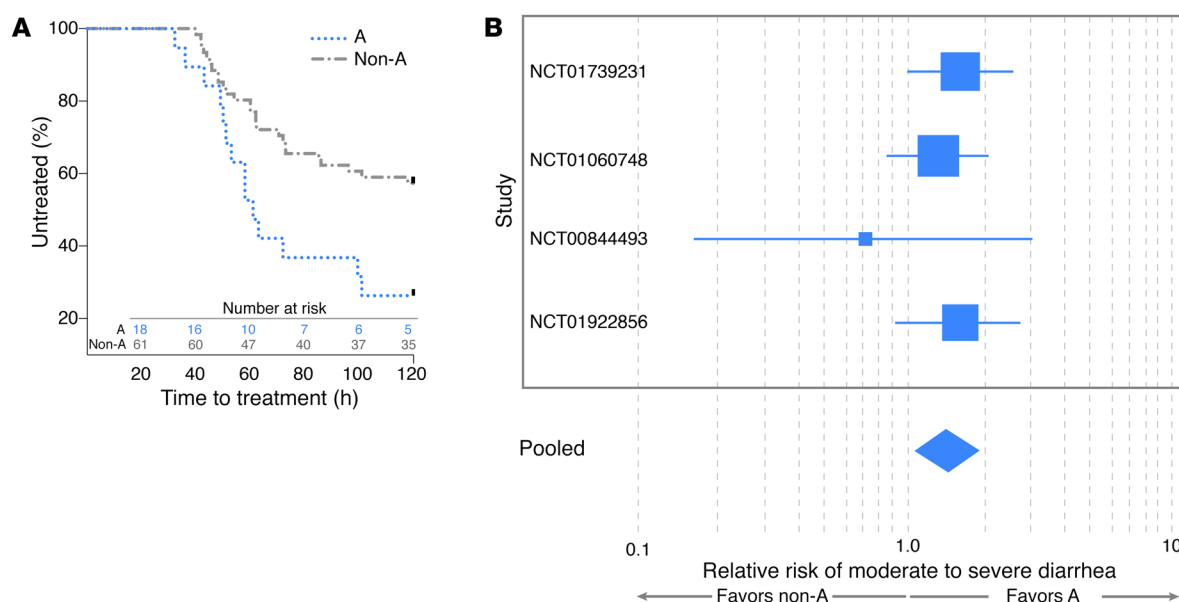 A
100
80
60
40
20
Untreated (%)
A
Non-A
Number at risk
A 18 16 10 7 6 5
Non-A 61 60 47 40 37 35
20 40 60 80 100 120
Time to treatment (h)
B
Study
NCT01739231
NCT01060748
NCT00844493
NCT01922856
Pooled
0.1 1.0 10
Relative risk of moderate to severe diarrhea
Favors non-A Favors A